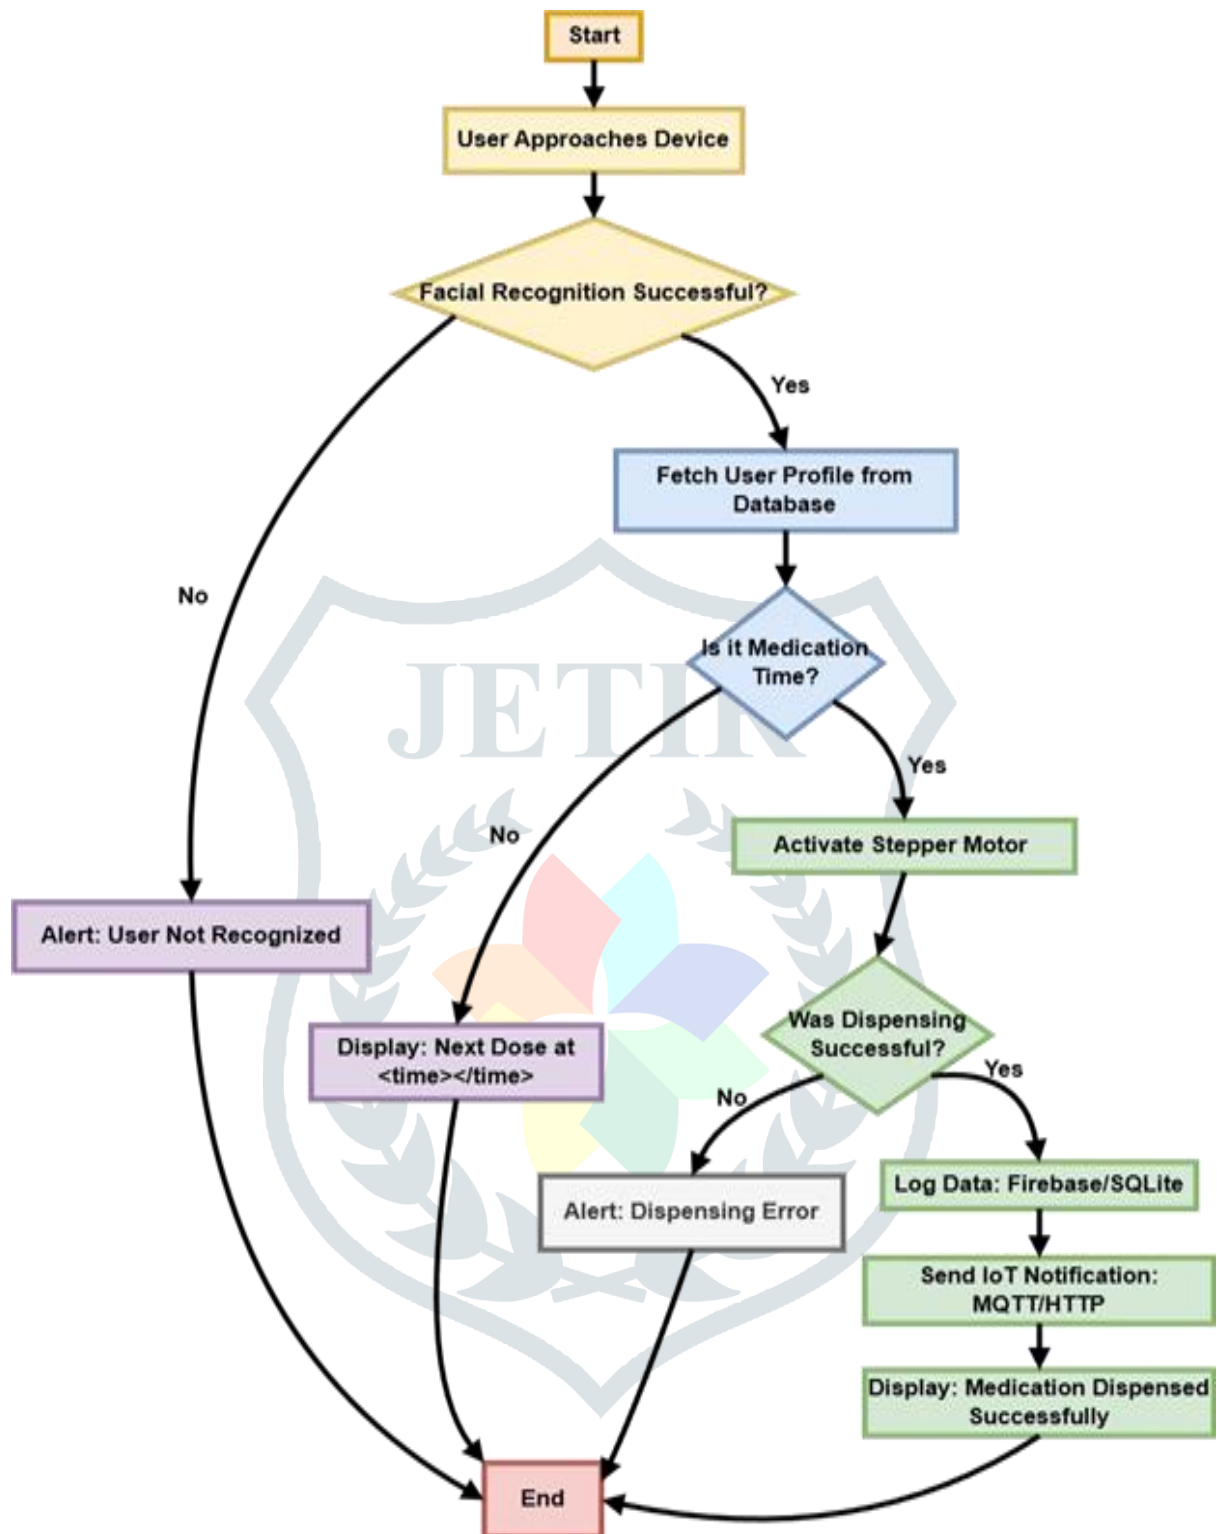 Start
User Approaches Device
Facial Recognition Successful?
Yes
Fetch User Profile from
Database
No
Is it Medication
Time?
JETIR
Yes
No
Activate Stepper Motor
Alert: User Not Recognized
Was Dispensing
Successful?
Display: Next Dose at
<time></time>
Yes
No
Log Data: Firebase/SQLite
Alert: Dispensing Error
Send IoT Notification:
MQTT/HTTP
Display: Medication Dispensed
Successfully
End